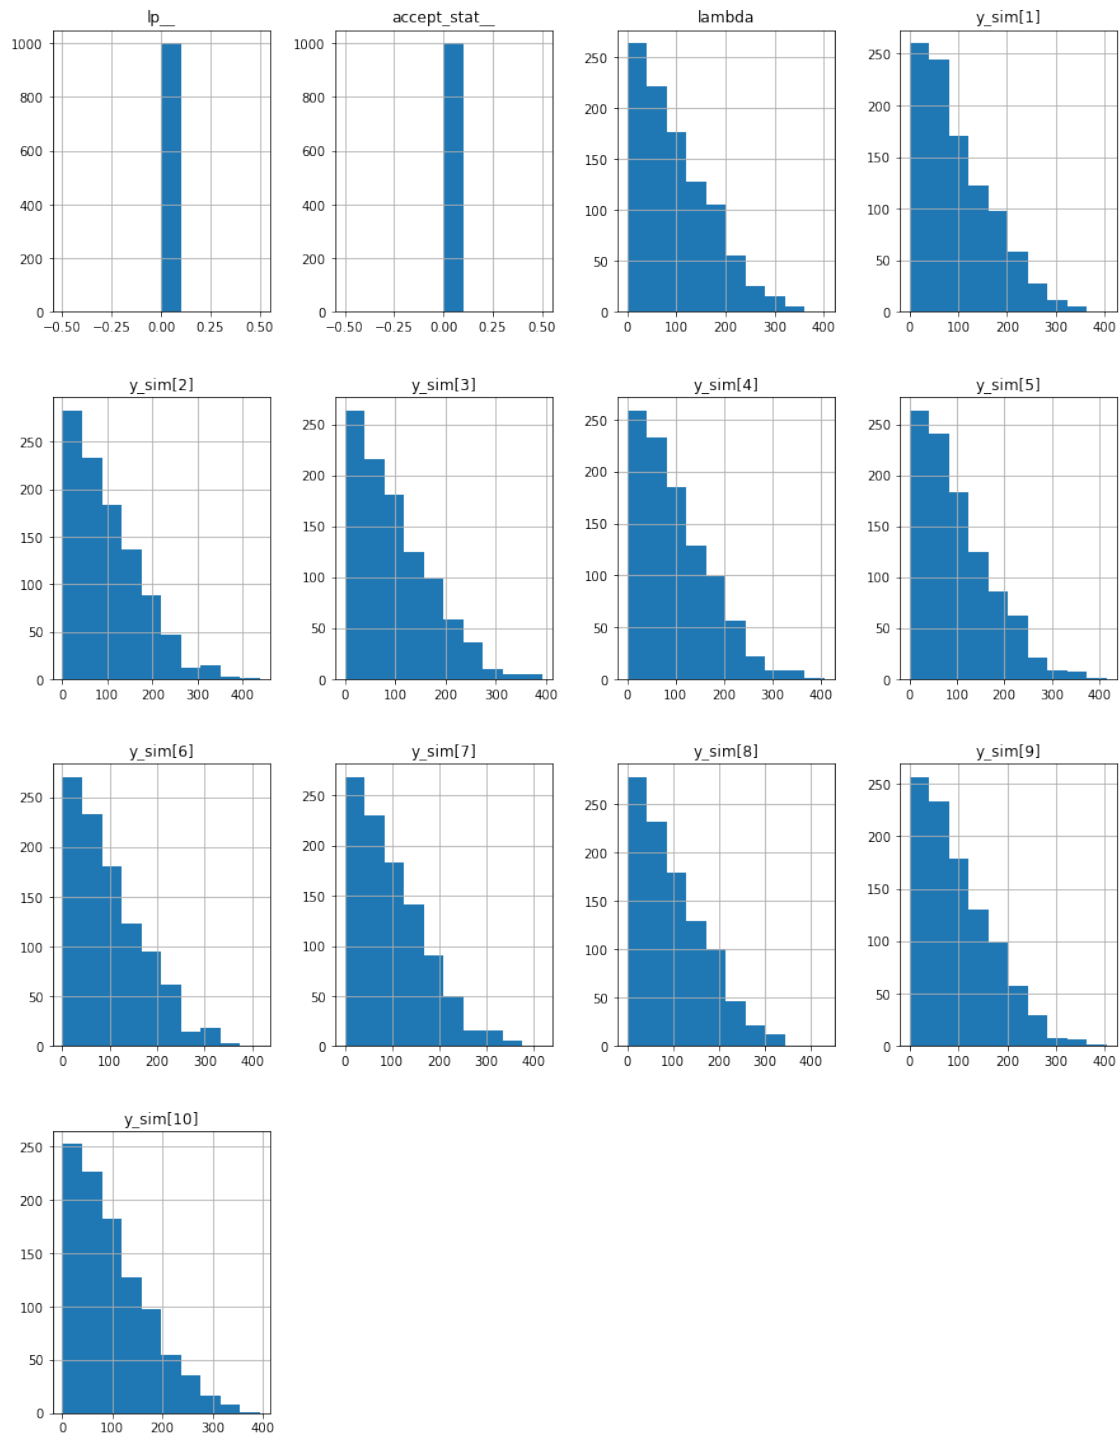 lp__ accept_stat__ lambda y_sim[1]
1000 1000 250 250
800 800 200 200
600 600 150 150
400 400 100 100
200 200 50 50
0 0 0 0
−0.50 −0.25 0.00 0.25 0.50 −0.50 −0.25 0.00 0.25 0.50 0 100 200 300 400 0 100 200 300 400
y_sim[2] y_sim[3] y_sim[4] y_sim[5]
250 250 250 250
200 200 200 200
150 150 150 150
100 100 100 100
50 50 50 50
0 0 0 0
0 100 200 300 400 0 100 200 300 400 0 100 200 300 400 0 100 200 300 400
y_sim[6] y_sim[7] y_sim[8] y_sim[9]
250 250 250 250
200 200 200 200
150 150 150 150
100 100 100 100
50 50 50 50
0 0 0 0
0 100 200 300 400 0 100 200 300 400 0 100 200 300 400 0 100 200 300 400
y_sim[10]
250
200
150
100
50
0
0 100 200 300 400